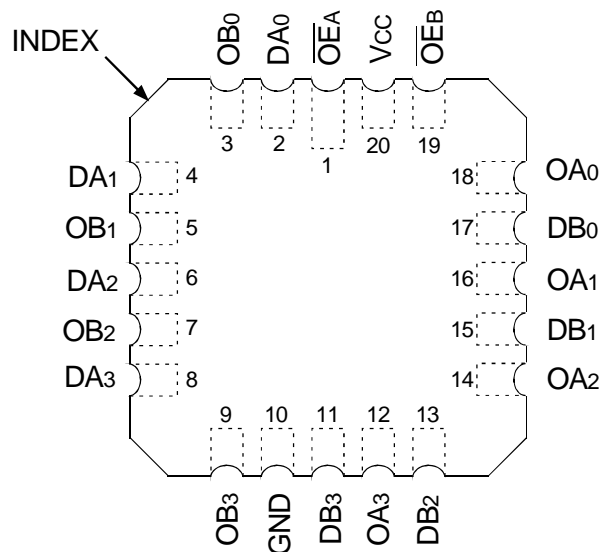 INDEX
OB0 DA0 O̅E̅A VCC O̅E̅B
3 2 1 20 19
DA1 4 18 OA0
OB1 5 17 DB0
DA2 6 16 OA1
OB2 7 15 DB1
DA3 8 14 OA2
9 10 11 12 13
OB3 GND DB3 OA3 DB2